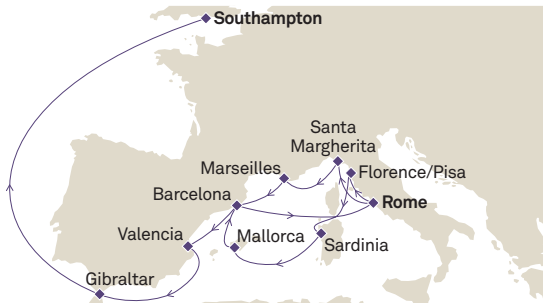 Southampton
Santa
Margherita
Marseilles
Florence/Pisa
Barcelona
Rome
Valencia
Mallorca
Sardinia
Gibraltar